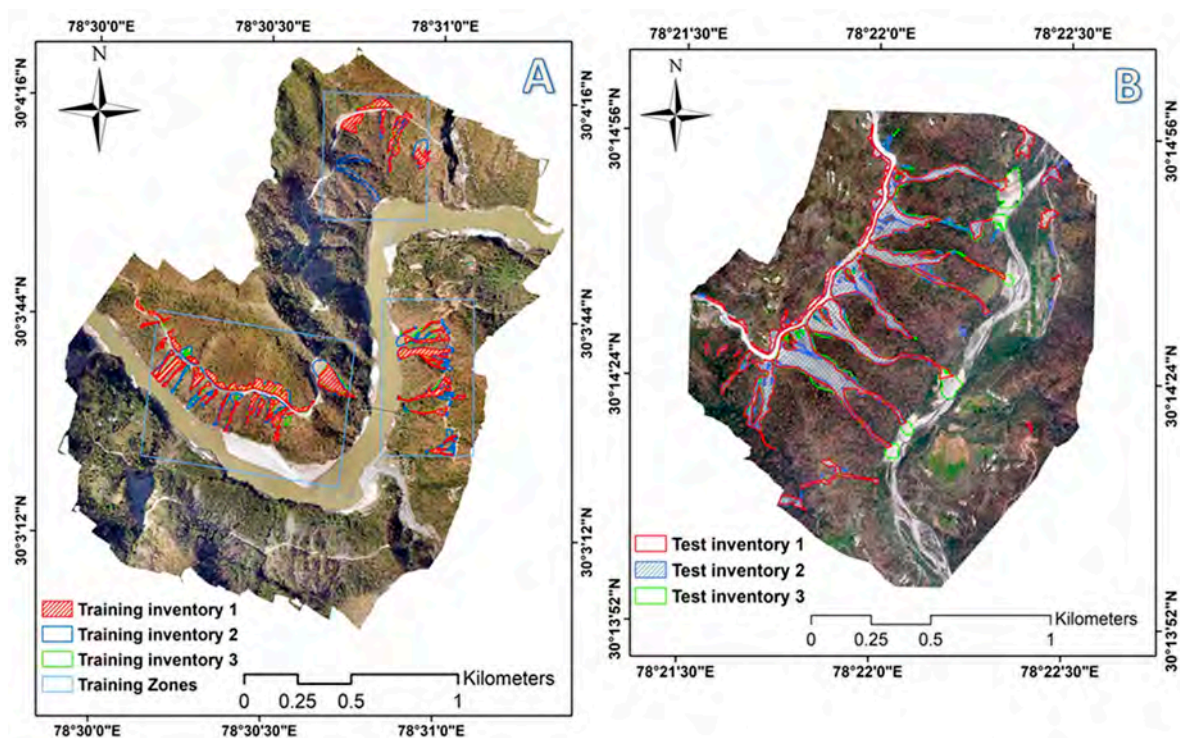 78°30'0"E 78°30'30"E 78°31'0"E
N
A
30°4'16"N
30°4'16"N
30°3'44"N
30°3'44"N
30°3'12"N
30°3'12"N
Training inventory 1
Training inventory 2
Training inventory 3
Training Zones
Kilometers
0 0.25 0.5 1
78°30'0"E 78°30'30"E 78°31'0"E
78°21'30"E 78°22'0"E 78°22'30"E
N
B
30°14'56"N
30°14'56"N
30°14'24"N
30°14'24"N
Test inventory 1
Test inventory 2
Test inventory 3
Kilometers
0 0.25 0.5 1
30°13'52"N
30°13'52"N
78°21'30"E 78°22'0"E 78°22'30"E